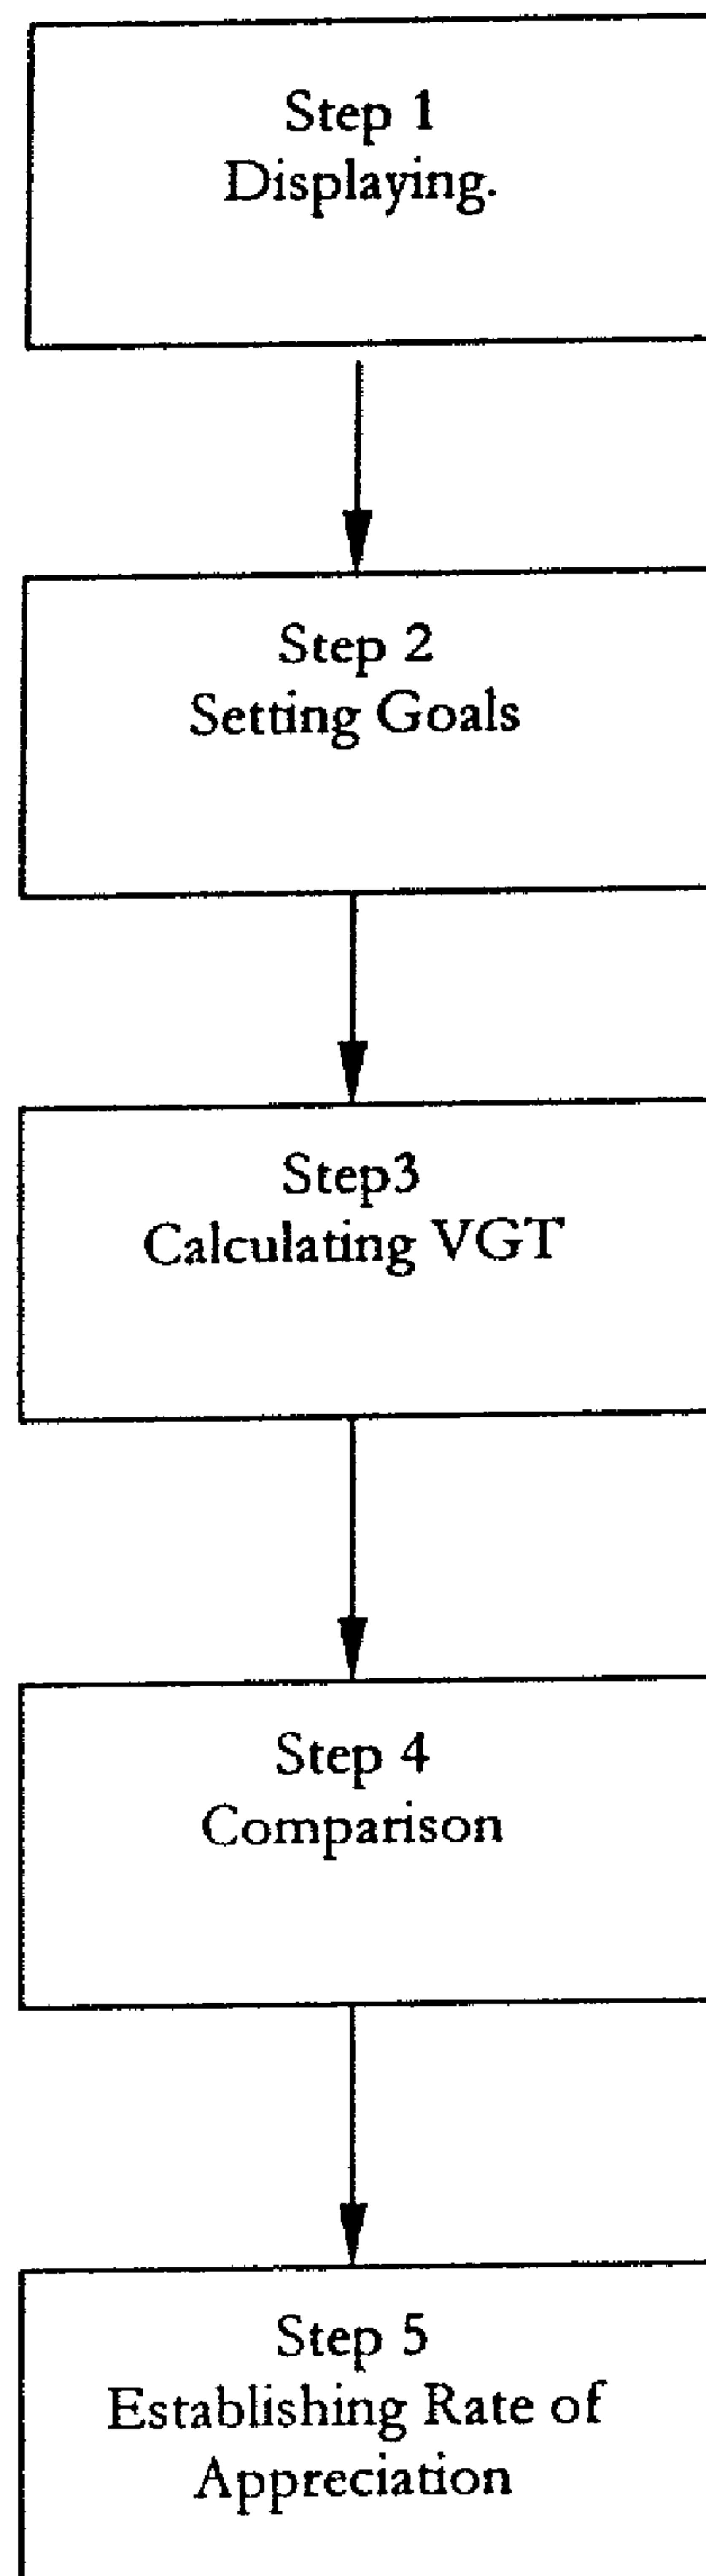 Step 1
Displaying.
Step 2
Setting Goals
Step3
Calculating VGT
Step 4
Comparison
Step 5
Establishing Rate of
Appreciation